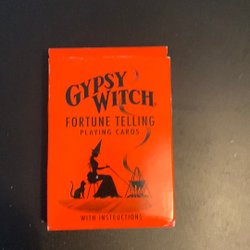 GYPSY
WITCH®
FORTUNE TELLING
PLAYING CARDS
WITH INSTRUCTIONS